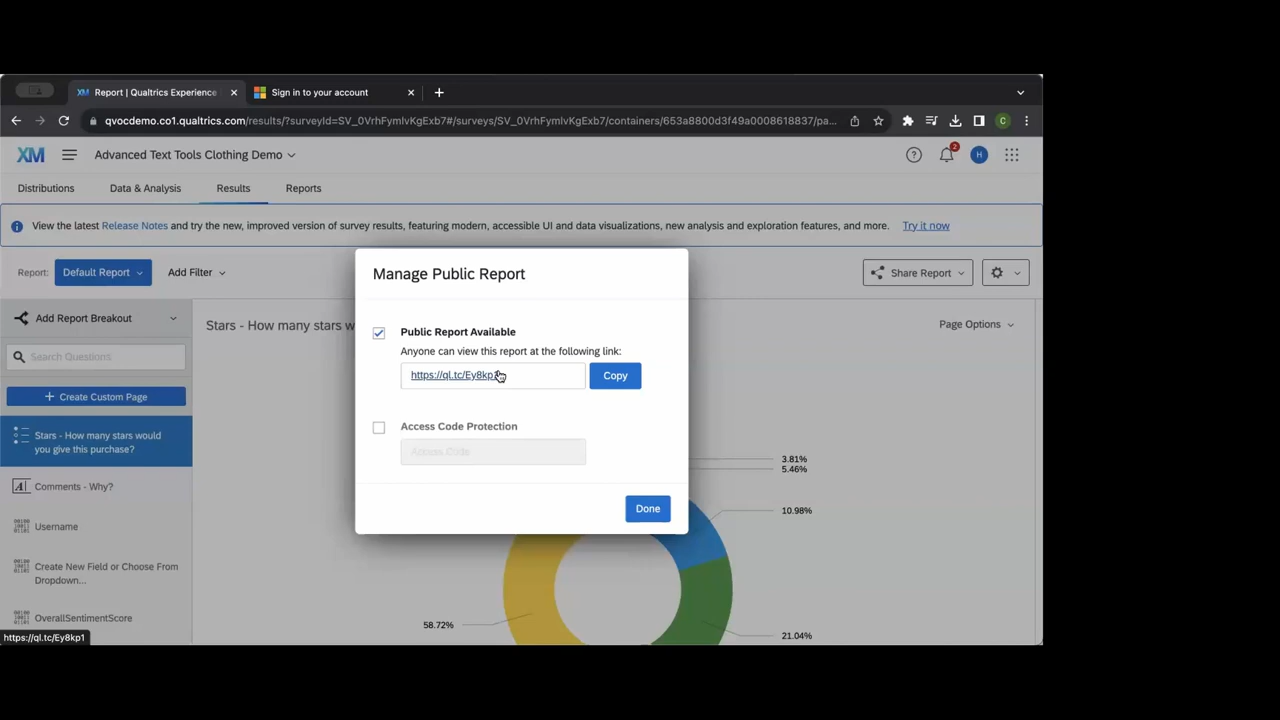 XM Report | Qualtrics Experience
Sign in to your account
qvocdemo.co1.qualtrics.com/results/?surveyId=SV_0VrhFymIvKgExb7#/surveys/SV_0VrhFymIvKgExb7/containers/653a8800d3f49a0008618837/pa...
C
XM
Advanced Text Tools Clothing Demo
2
H
Distributions
Data & Analysis
Results
Reports
View the latest Release Notes and try the new, improved version of survey results, featuring modern, accessible UI and data visualizations, new analysis and exploration features, and more. Try it now
Report: Default Report
Add Filter
Share Report
Manage Public Report
Add Report Breakout
Stars - How many stars w
Page Options
Public Report Available
Anyone can view this report at the following link:
Search Questions
https://ql.tc/Ey8kp1
Copy
+ Create Custom Page
Access Code Protection
Access Code
Stars - How many stars would
you give this purchase?
3.81%
5.46%
Comments - Why?
Done
10.98%
Username
Create New Field or Choose From
Dropdown...
OverallSentimentScore
58.72%
21.04%
https://ql.tc/Ey8kp1